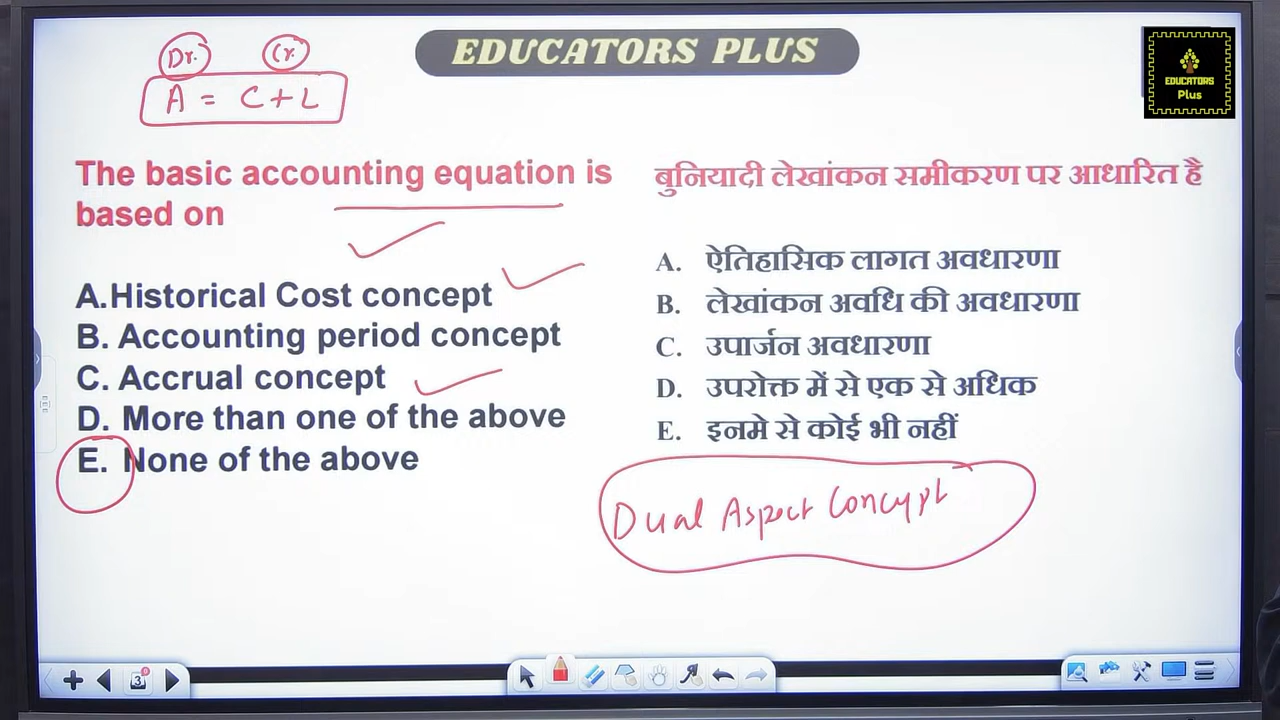 EDUCATORS PLUS
EDUCATORS
Plus
Dr. Cr.
A = C + L
The basic accounting equation is
based on
A.Historical Cost concept
B. Accounting period concept
C. Accrual concept
D. More than one of the above
E. None of the above
बुनियादी लेखांकन समीकरण पर आधारित है
A. ऐतिहासिक लागत अवधारणा
B. लेखांकन अवधि की अवधारणा
C. उपार्जन अवधारणा
D. उपरोक्त में से एक से अधिक
E. इनमे से कोई भी नहीं
Dual Aspect Concept
3